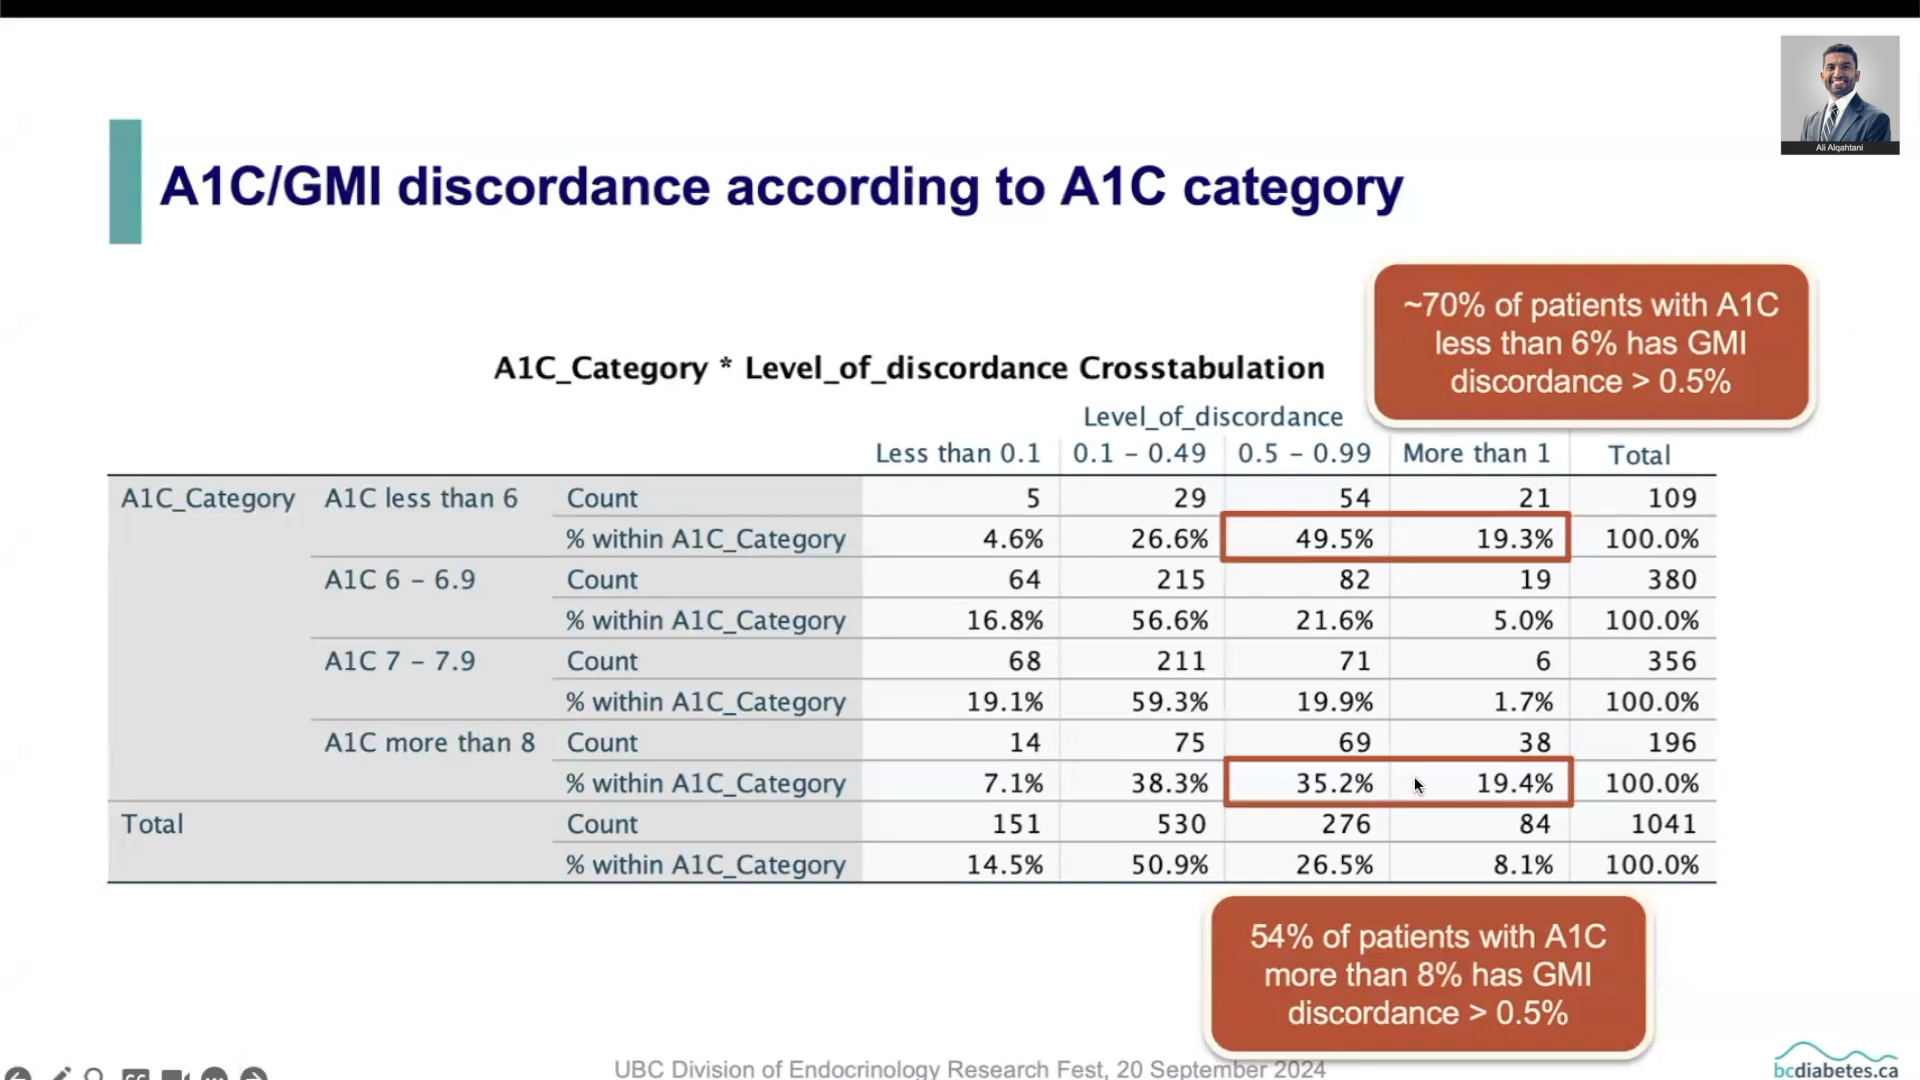 Ali Alqahtani
A1C/GMI discordance according to A1C category
~70% of patients with A1C
less than 6% has GMI
discordance > 0.5%
A1C_Category * Level_of_discordance Crosstabulation
Level_of_discordance
Less than 0.1 0.1 – 0.49 0.5 – 0.99 More than 1 Total
A1C_Category A1C less than 6 Count 5 29 54 21 109
% within A1C_Category 4.6% 26.6% 49.5% 19.3% 100.0%
A1C 6 – 6.9 Count 64 215 82 19 380
% within A1C_Category 16.8% 56.6% 21.6% 5.0% 100.0%
A1C 7 – 7.9 Count 68 211 71 6 356
% within A1C_Category 19.1% 59.3% 19.9% 1.7% 100.0%
A1C more than 8 Count 14 75 69 38 196
% within A1C_Category 7.1% 38.3% 35.2% 19.4% 100.0%
Total Count 151 530 276 84 1041
% within A1C_Category 14.5% 50.9% 26.5% 8.1% 100.0%
54% of patients with A1C
more than 8% has GMI
discordance > 0.5%
UBC Division of Endocrinology Research Fest, 20 September 2024
bcdiabetes.ca